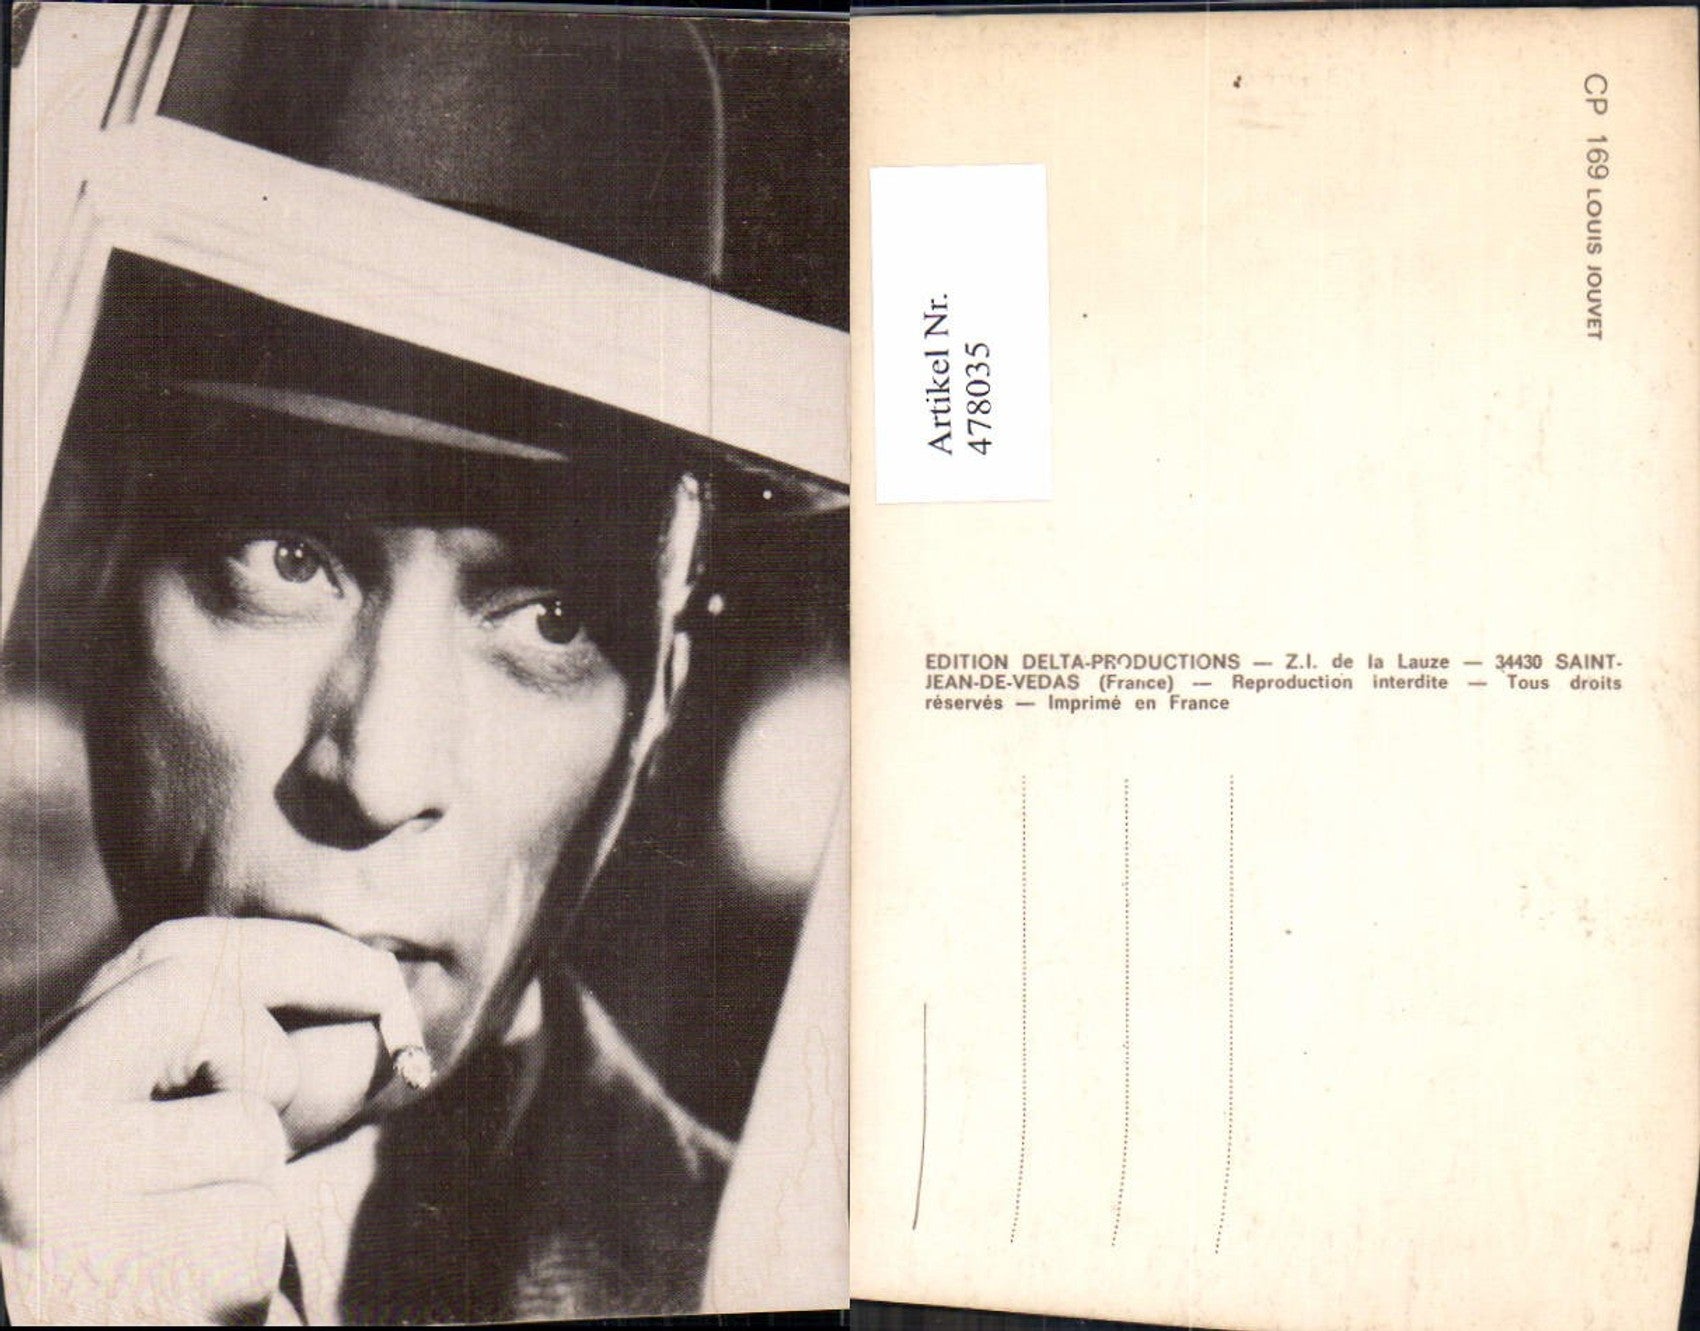 CP 169 LOUIS JOUVET
Artikel Nr.
478035
EDITION DELTA-PRODUCTIONS — Z.I. de la Lauze — 34430 SAINT-
JEAN-DE-VEDAS (France) — Reproduction interdite — Tous droits
réservés — Imprimé en France